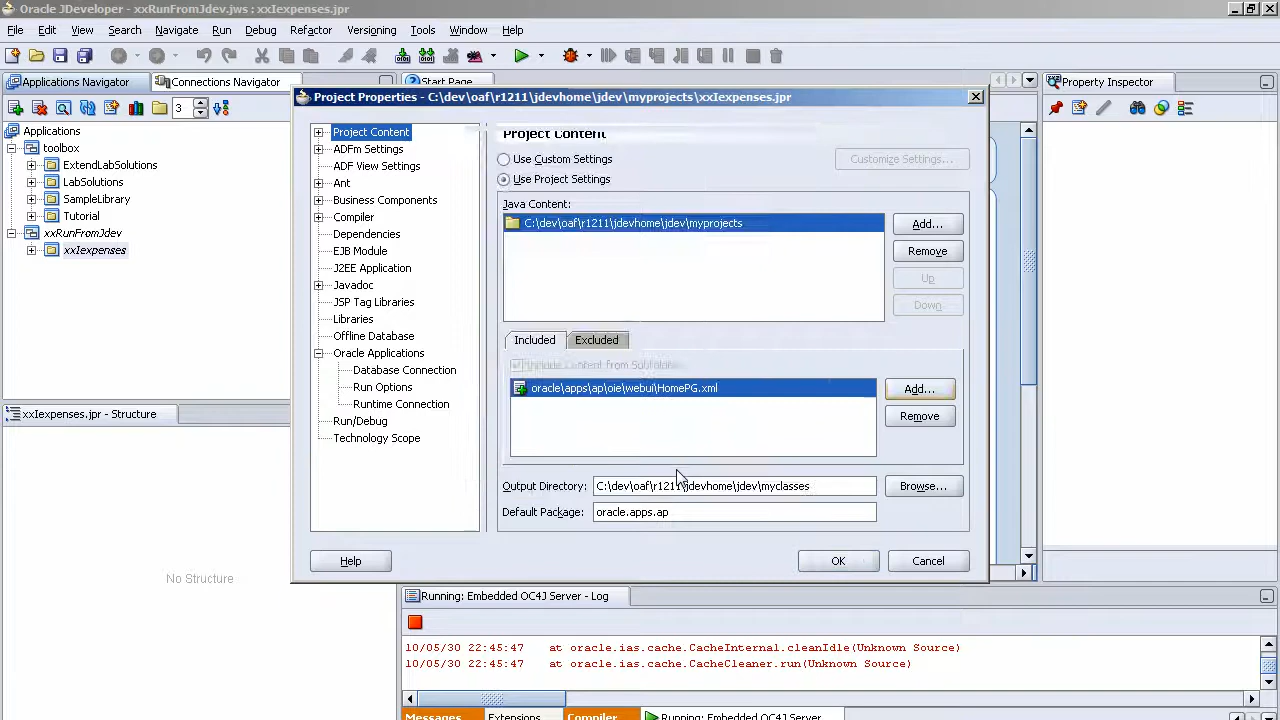 Oracle JDeveloper - xxRunFromJdev.jws : xxIexpenses.jpr
File Edit View Search Navigate Run Debug Refactor Versioning Tools Window Help
Applications Navigator
Connections Navigator
Start Page
Property Inspector
3
Applications
toolbox
ExtendLabSolutions
LabSolutions
SampleLibrary
Tutorial
xxRunFromJdev
xxIexpenses
xxIexpenses.jpr - Structure
No Structure
Project Properties - C:\dev\oaf\r1211\jdevhome\jdev\myprojects\xxIexpenses.jpr
Project Content
ADFm Settings
ADF View Settings
Ant
Business Components
Compiler
Dependencies
EJB Module
J2EE Application
Javadoc
JSP Tag Libraries
Libraries
Offline Database
Oracle Applications
Database Connection
Run Options
Runtime Connection
Run/Debug
Technology Scope
Project Content
Use Custom Settings
Customize Settings...
Use Project Settings
Java Content:
C:\dev\oaf\r1211\jdevhome\jdev\myprojects
Add...
Remove
Up
Down
Included
Excluded
Include Content from Subfolders
oracle\apps\ap\oie\webui\HomePG.xml
Add...
Remove
Output Directory: C:\dev\oaf\r1211\jdevhome\jdev\myclasses
Browse...
Default Package: oracle.apps.ap
Help
OK
Cancel
Running: Embedded OC4J Server - Log
10/05/30 22:45:47 at oracle.ias.cache.CacheInternal.cleanIdle(Unknown Source)
10/05/30 22:45:47 at oracle.ias.cache.CacheCleaner.run(Unknown Source)
Messages
Extensions
Compiler
Running: Embedded OC4J Server